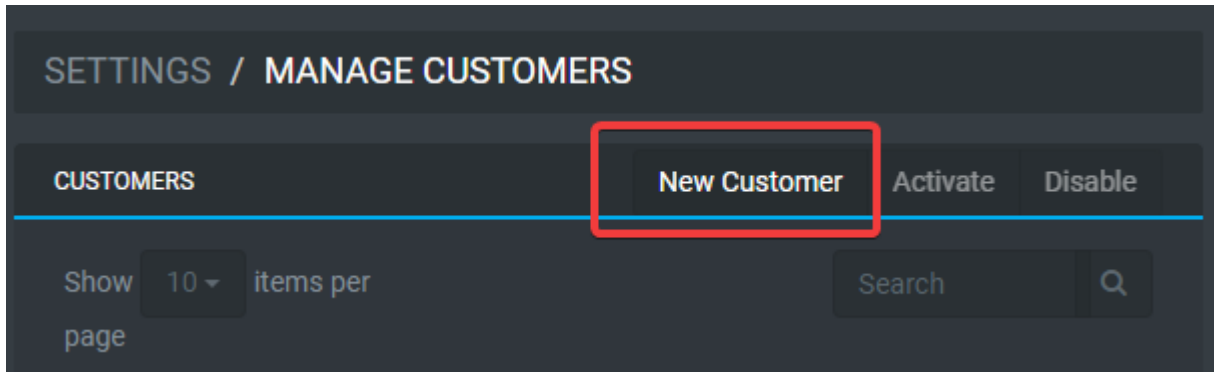 SETTINGS / MANAGE CUSTOMERS
CUSTOMERS New Customer Activate Disable
Show 10 items per Search
page